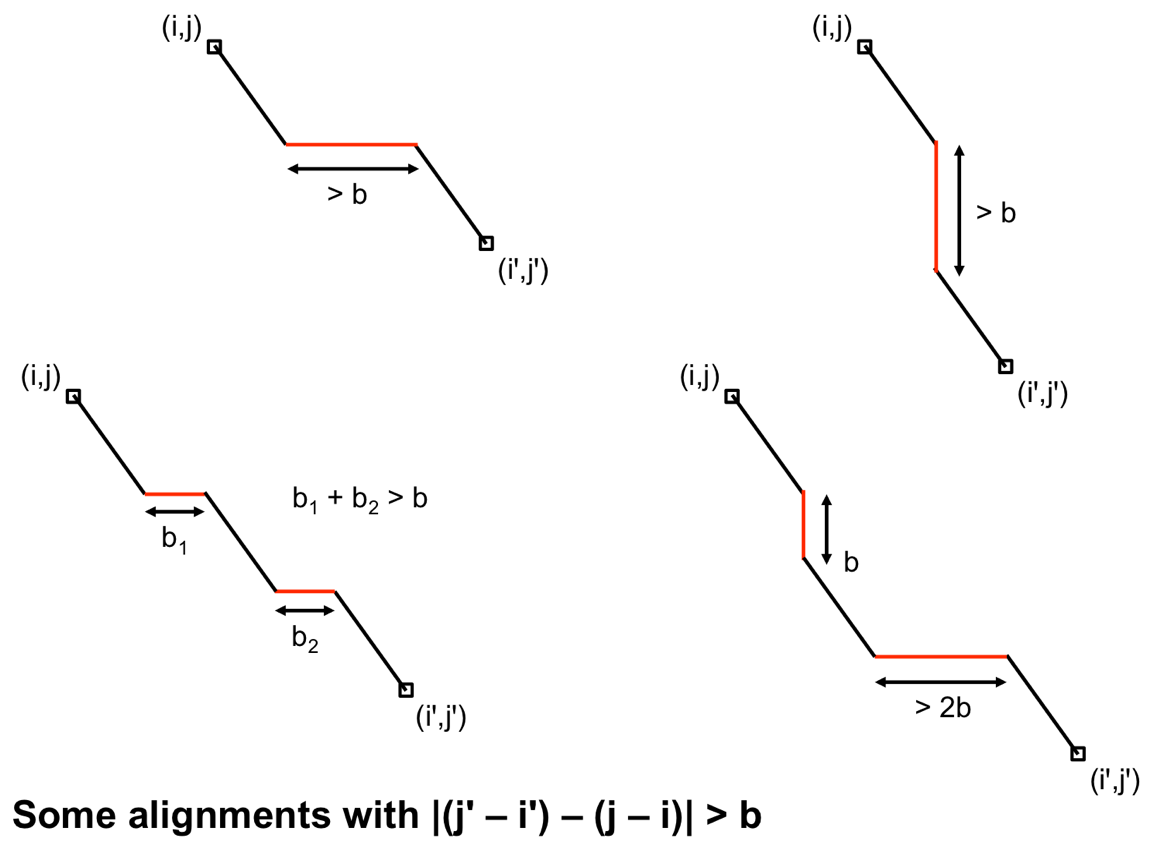 (i,j)
> b
(i',j')
(i,j)
> b
(i',j')
(i,j)
b₁ + b₂ > b
b₁
b₂
(i',j')
(i,j)
b
> 2b
(i',j')
Some alignments with |(j' – i') – (j – i)| > b